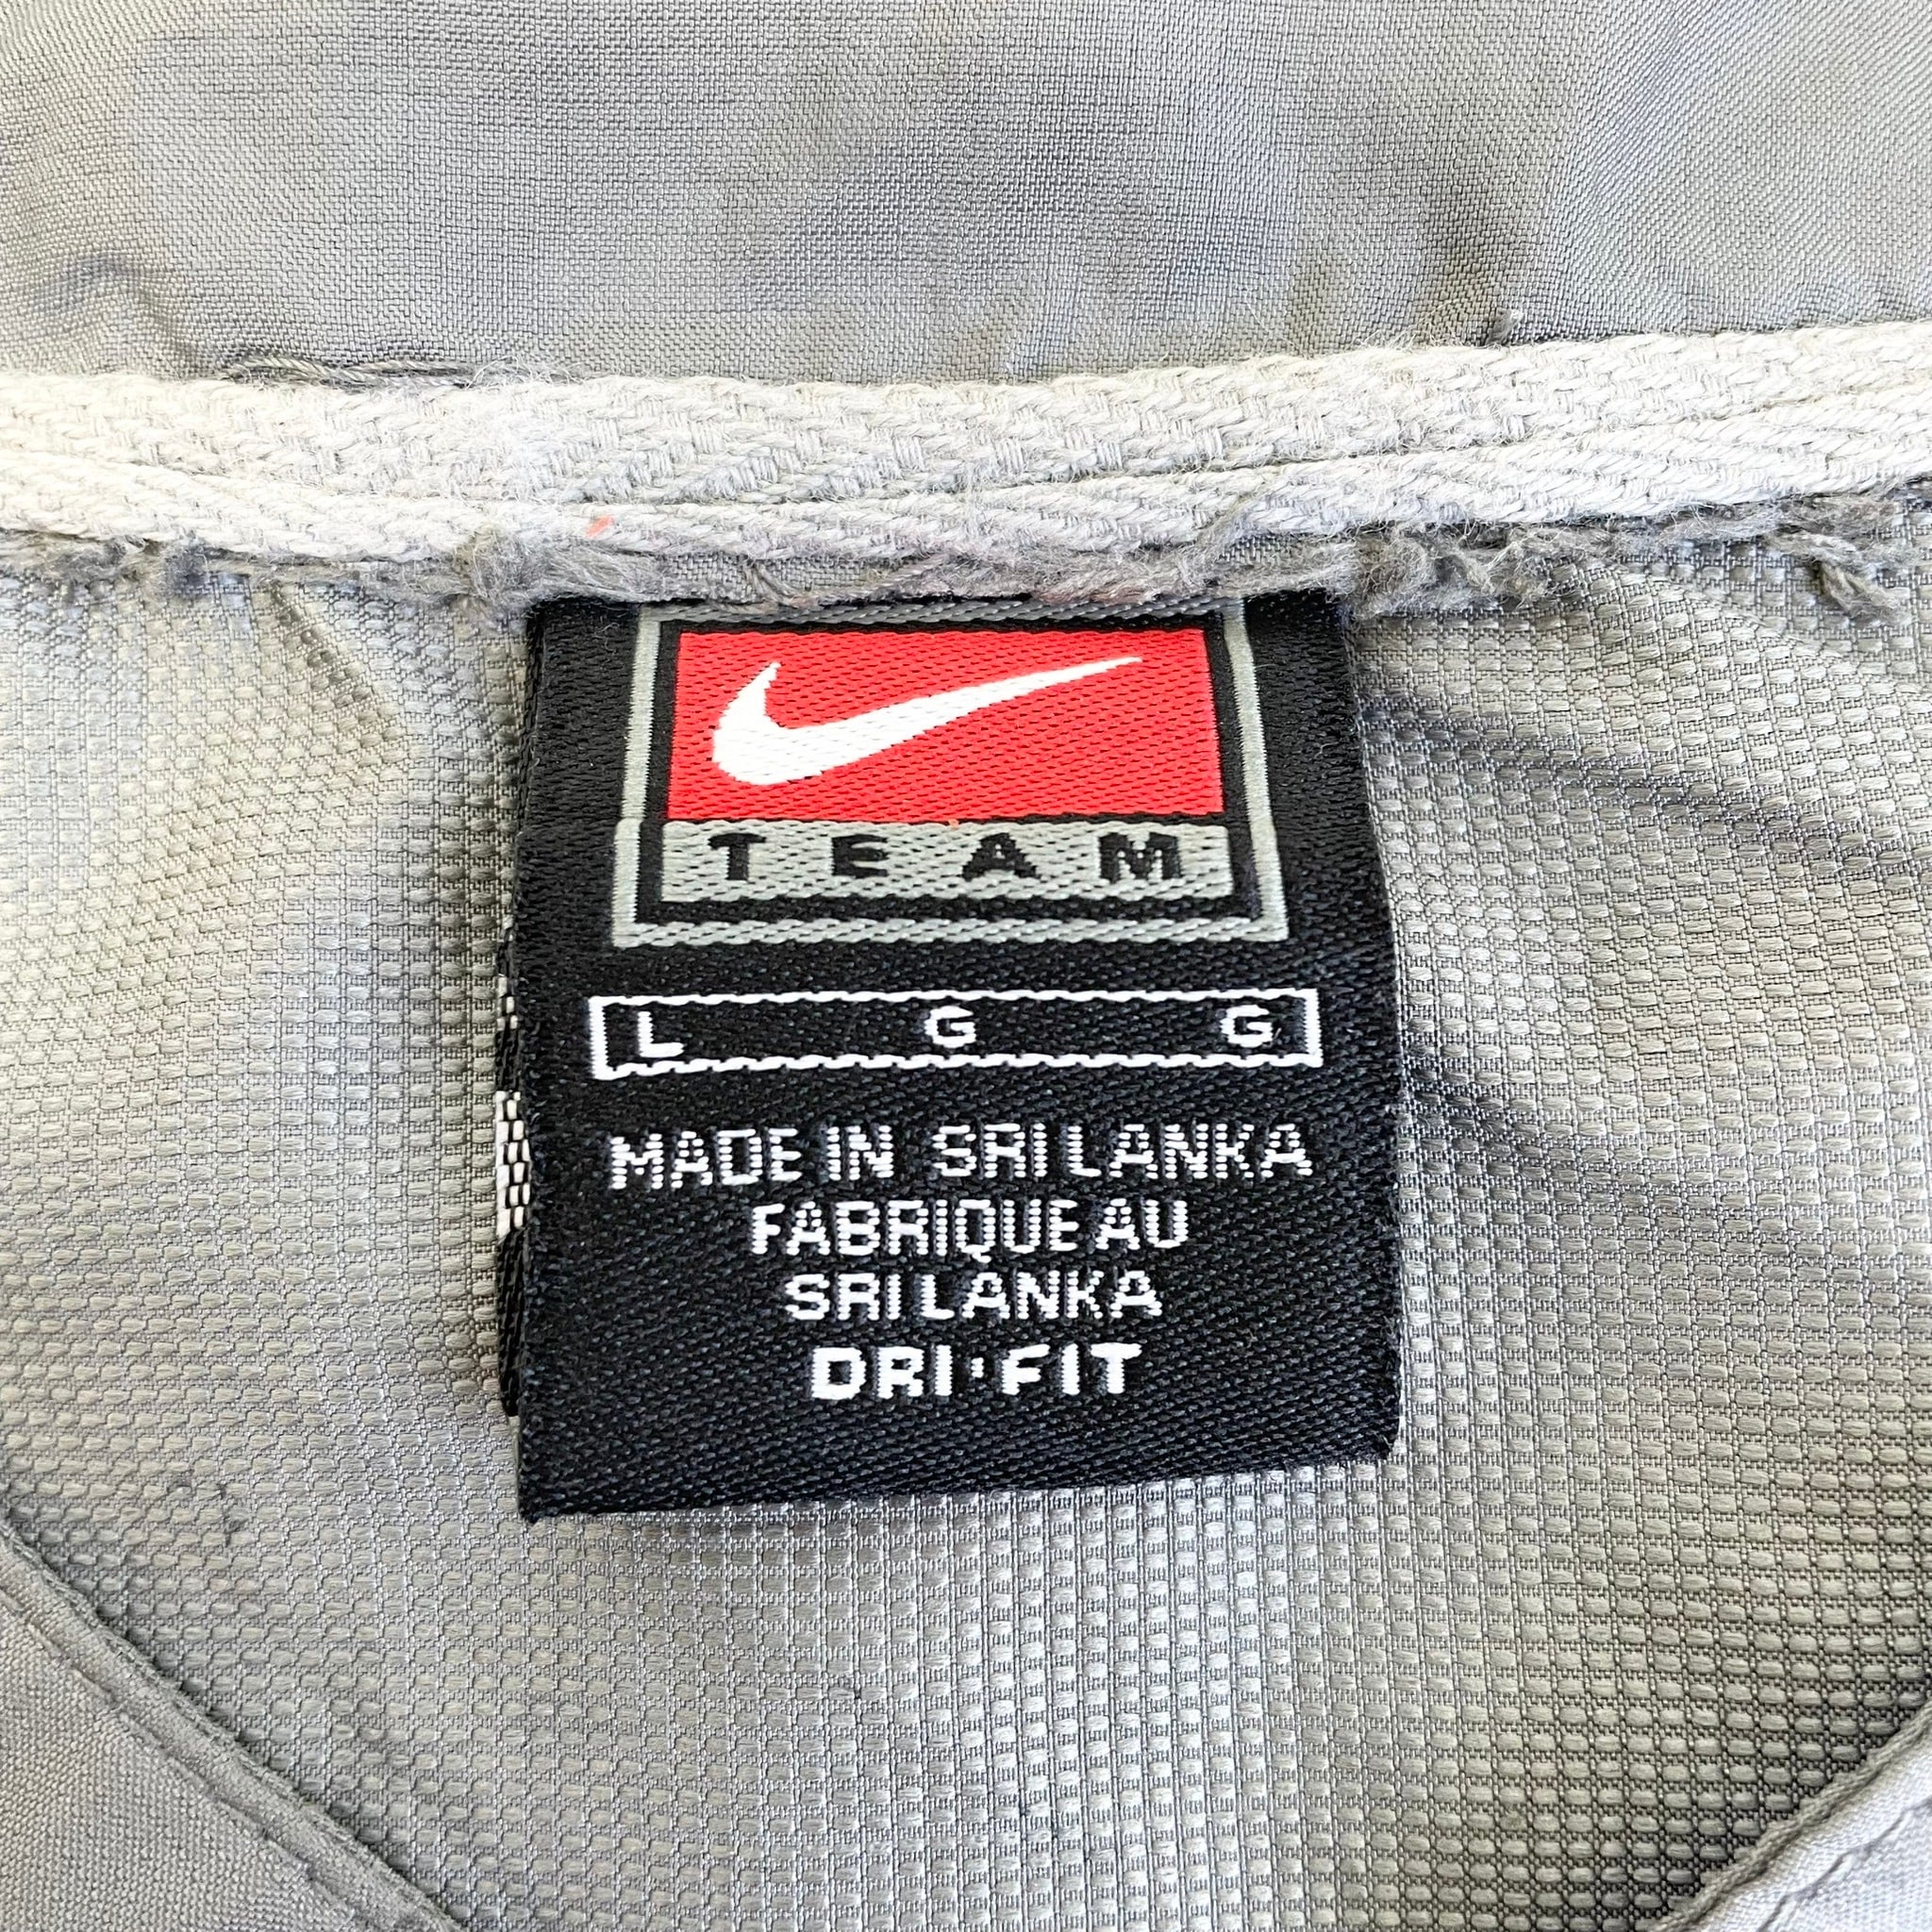 TEAM
L G G
MADE IN SRI LANKA
FABRIQUE AU
SRI LANKA
DRI·FIT